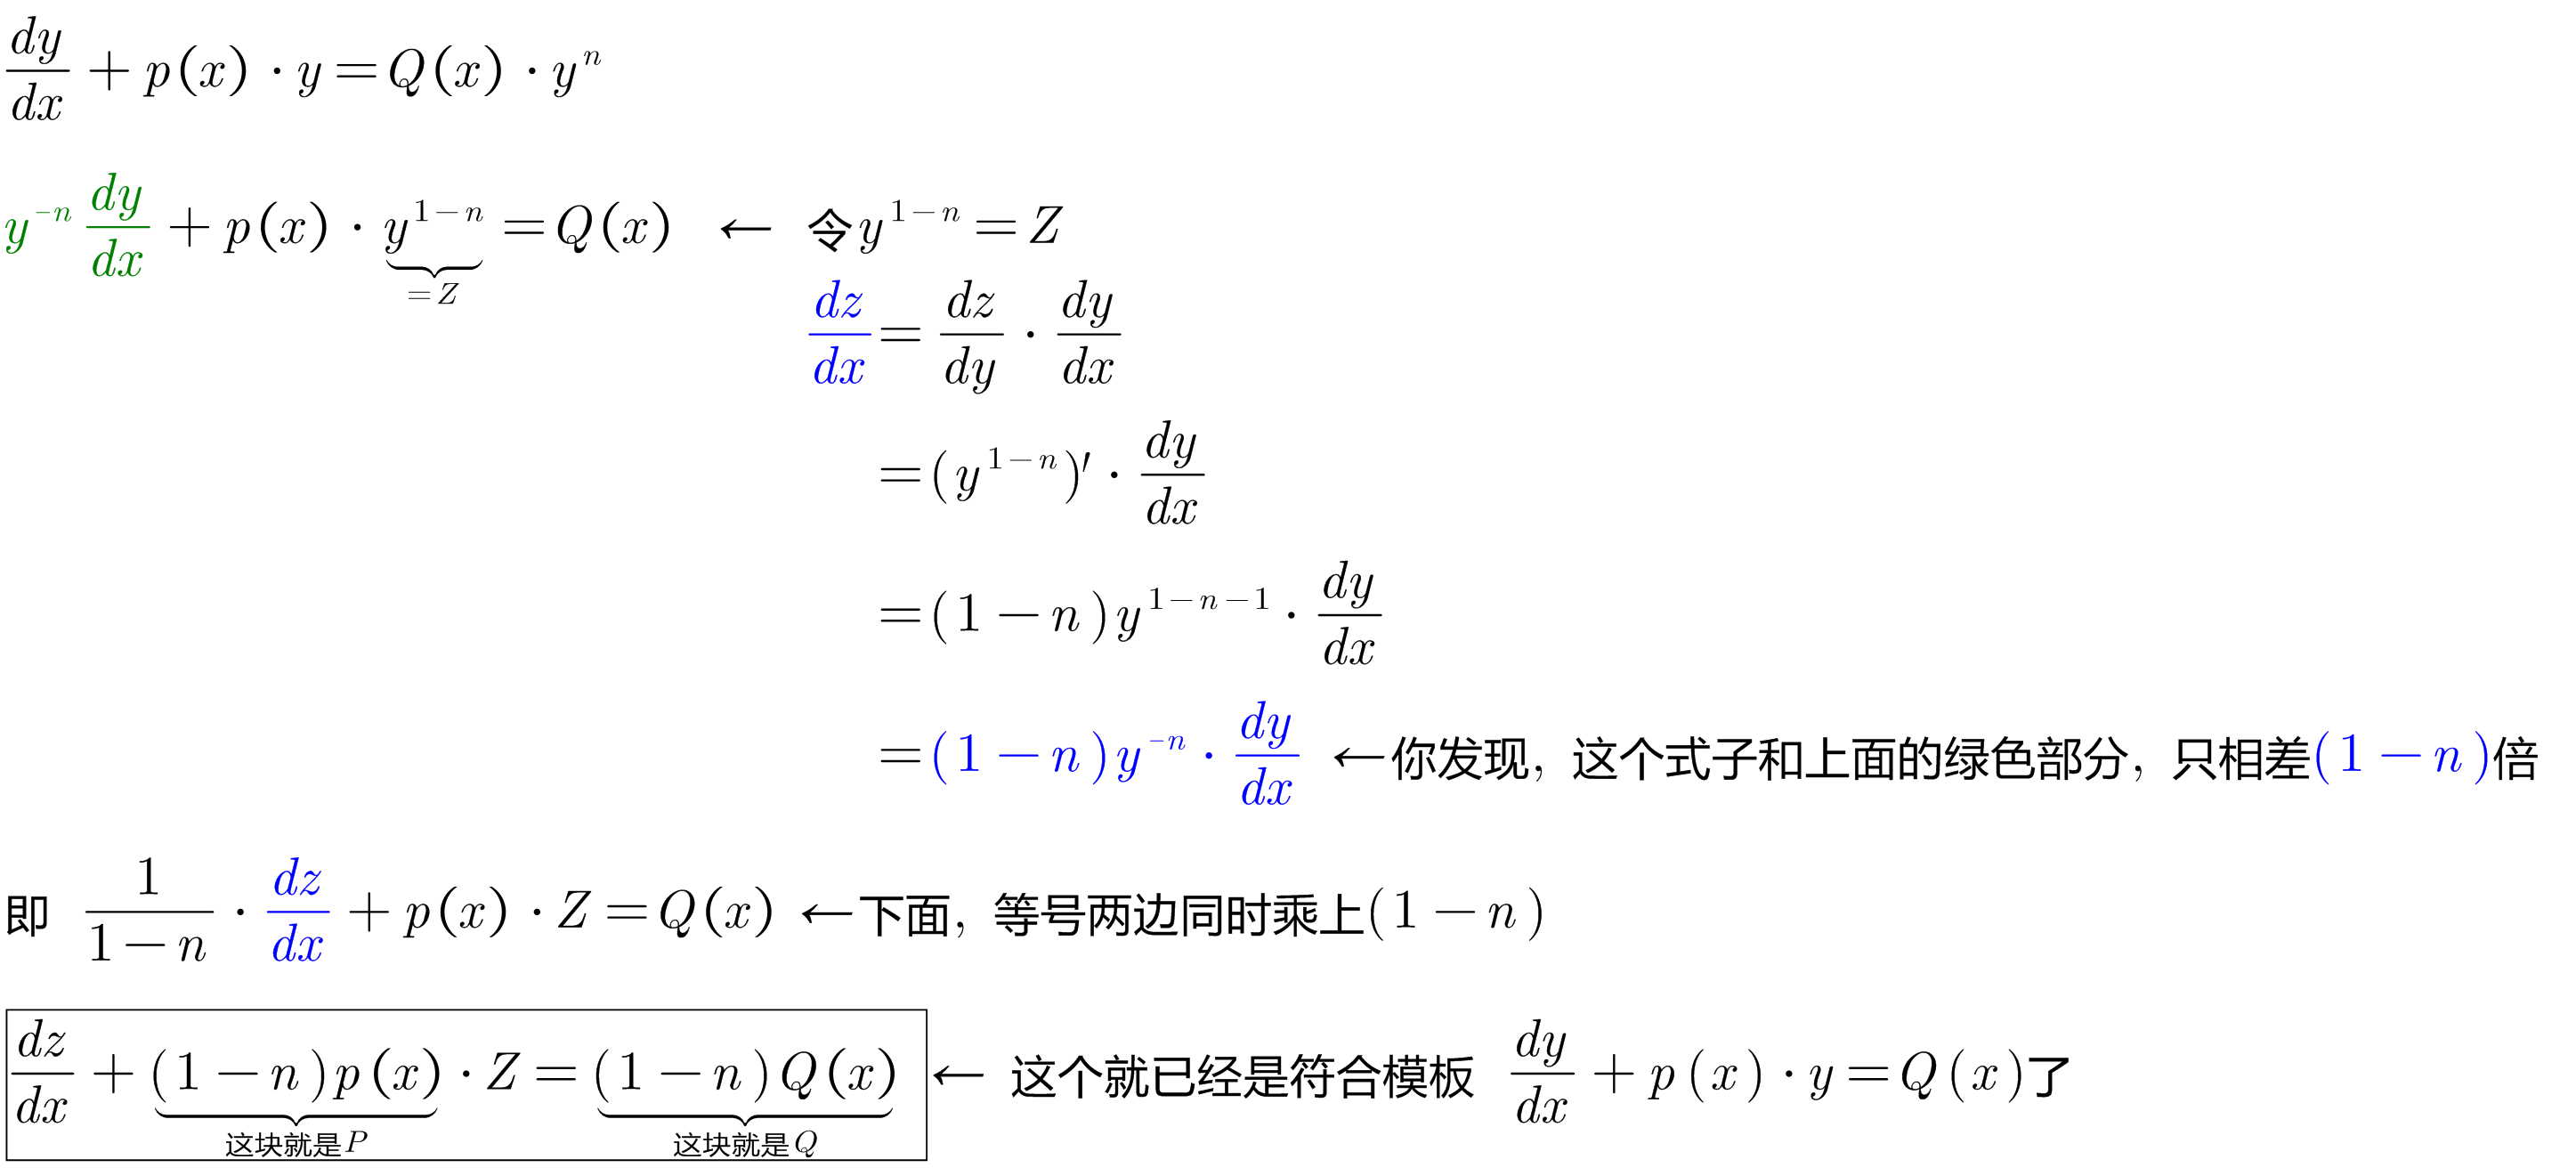 \frac{dy}{dx} + p(x) \cdot y = Q(x) \cdot y^{n}
y^{-n} \frac{dy}{dx} + p(x) \cdot \underbrace{y^{1-n}}_{=Z} = Q(x) ← 令 y^{1-n} = Z
\frac{dz}{dx} = \frac{dz}{dy} \cdot \frac{dy}{dx}
= (y^{1-n})' \cdot \frac{dy}{dx}
= (1-n) y^{1-n-1} \cdot \frac{dy}{dx}
= (1-n) y^{-n} \cdot \frac{dy}{dx} ←你发现, 这个式子和上面的绿色部分, 只相差(1-n)倍
即 \frac{1}{1-n} \cdot \frac{dz}{dx} + p(x) \cdot Z = Q(x) ←下面, 等号两边同时乘上(1-n)
\frac{dz}{dx} + \underbrace{(1-n)p(x)}_{这块就是P} \cdot Z = \underbrace{(1-n)Q(x)}_{这块就是Q} ← 这个就已经是符合模板 \frac{dy}{dx} + p(x) \cdot y = Q(x)了